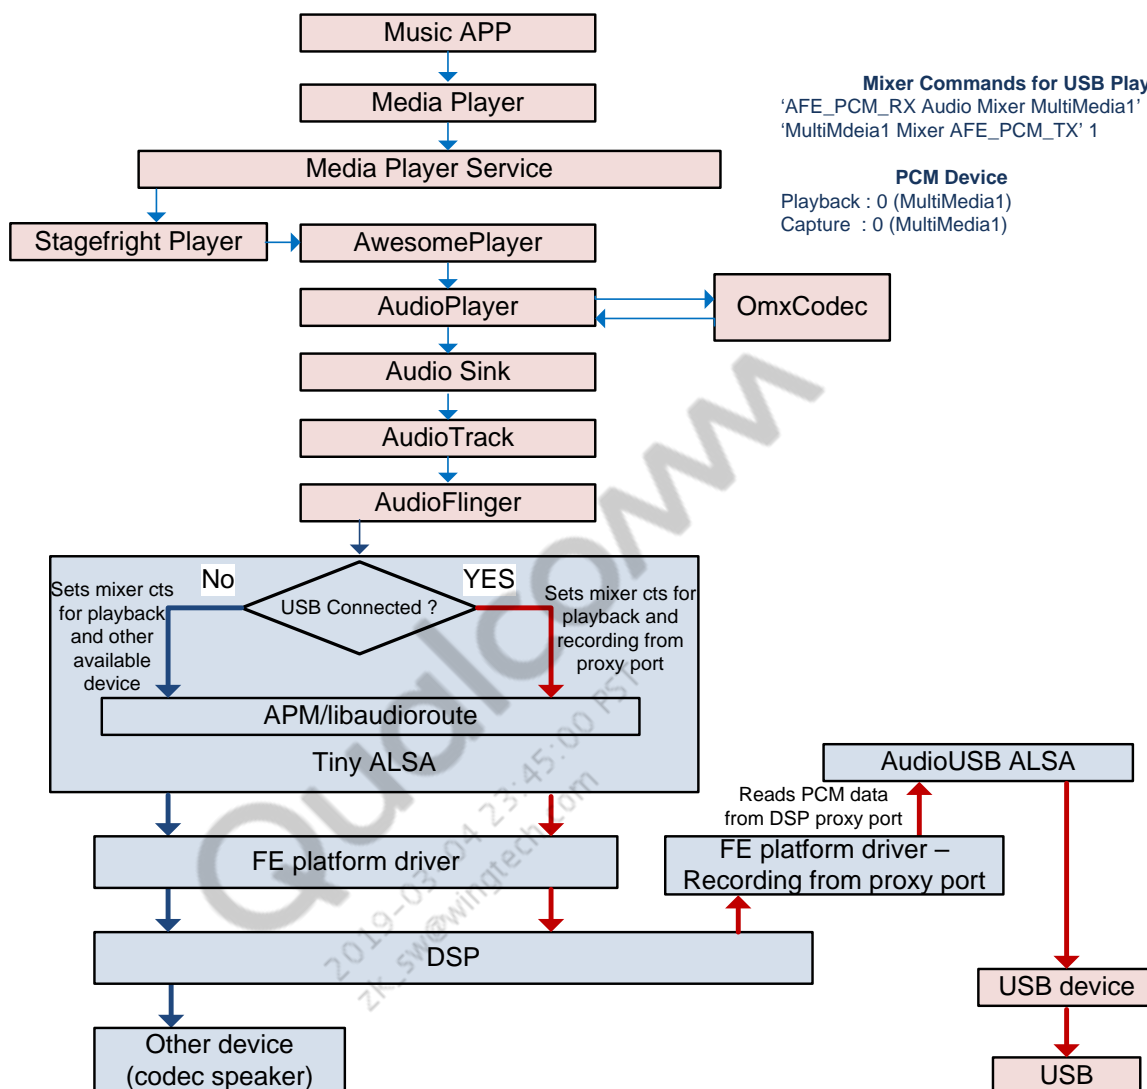 Music APP
Media Player
Media Player Service
Stagefright Player
AwesomePlayer
AudioPlayer
OmxCodec
Audio Sink
AudioTrack
AudioFlinger
Mixer Commands for USB Play
‘AFE_PCM_RX Audio Mixer MultiMedia1’
‘MultiMdeia1 Mixer AFE_PCM_TX’ 1
PCM Device
Playback : 0 (MultiMedia1)
Capture : 0 (MultiMedia1)
No
YES
USB Connected ?
Sets mixer cts
for playback
and other
available
device
Sets mixer cts for
playback and
recording from
proxy port
APM/libaudioroute
Tiny ALSA
FE platform driver
DSP
Other device
(codec speaker)
AudioUSB ALSA
Reads PCM data
from DSP proxy port
FE platform driver –
Recording from proxy port
USB device
USB
Qualcomm
2019-03-04 23:45:00 PST
zk_sw@wingtech.com